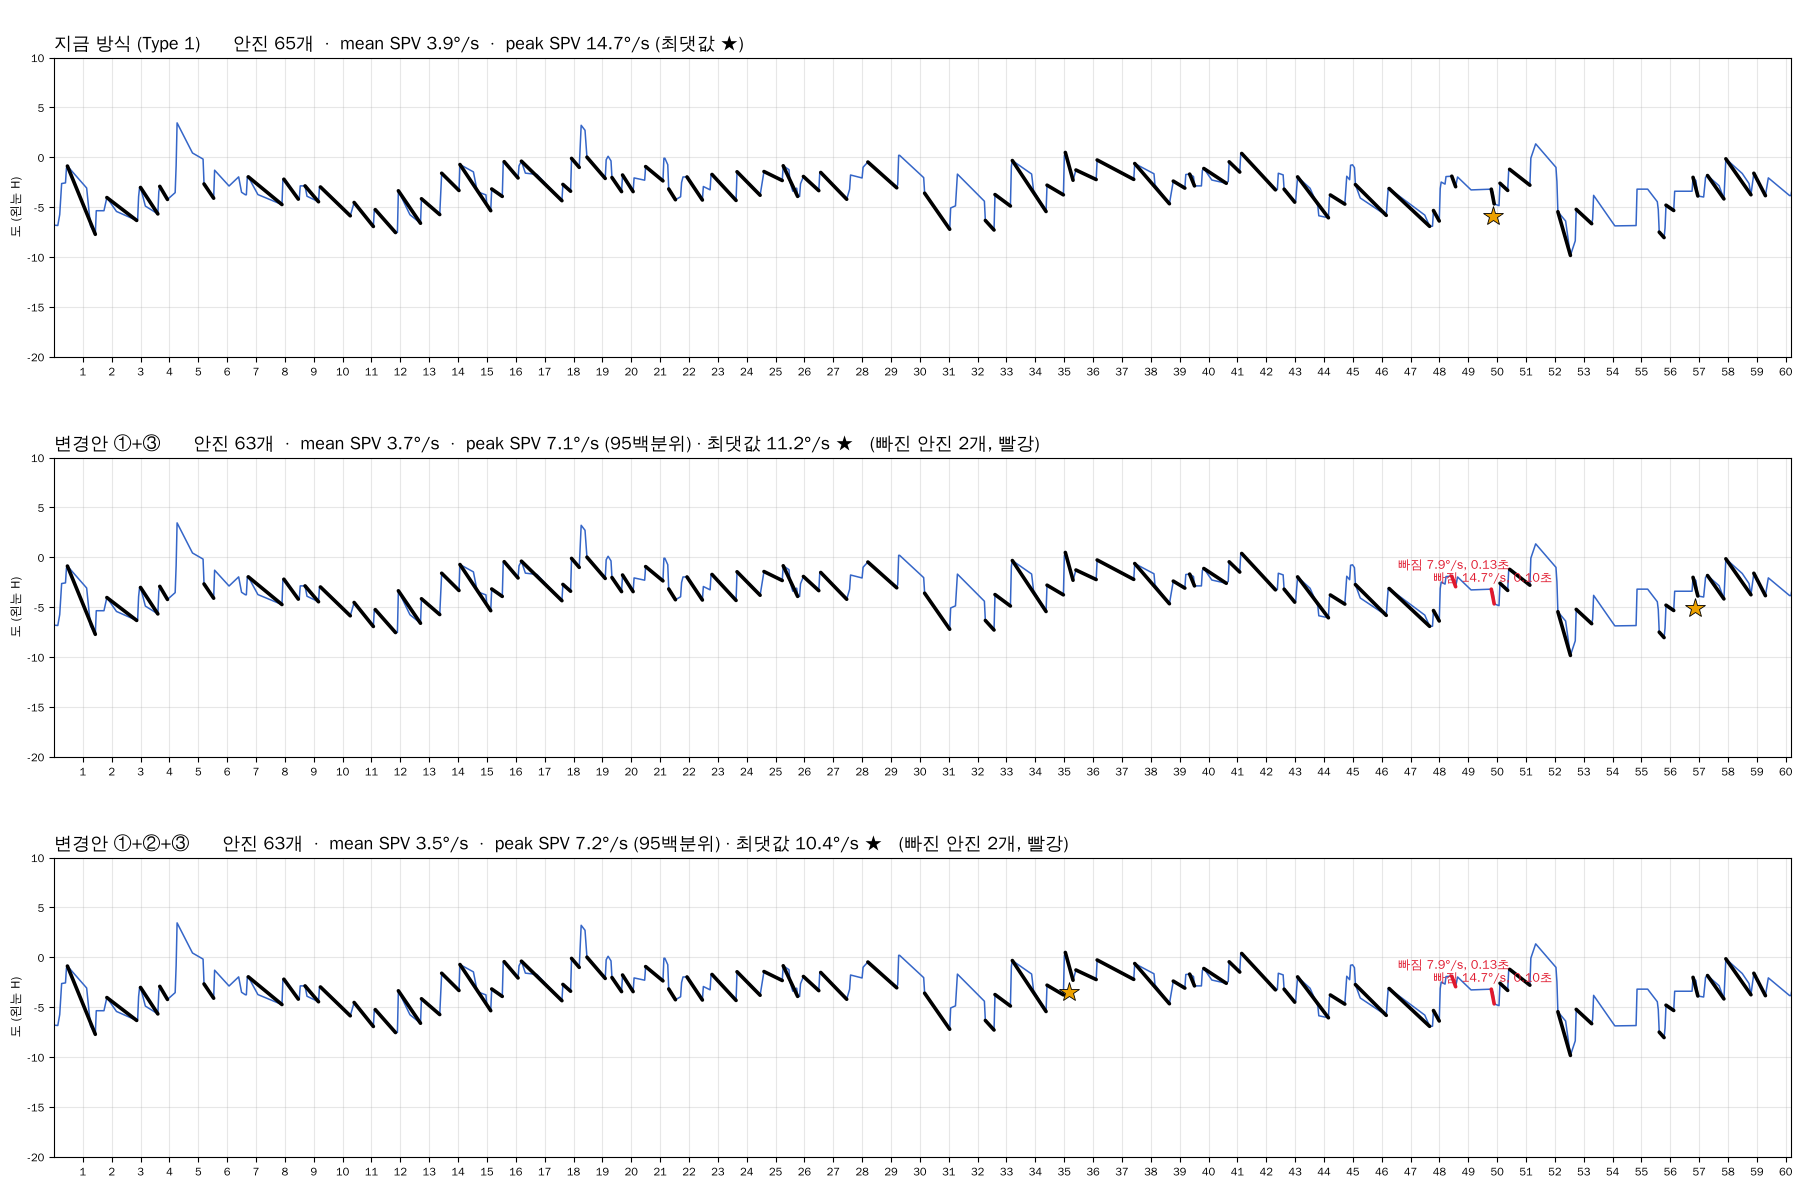 지금 방식 (Type 1)  안진 65개 · mean SPV 3.9°/s · peak SPV 14.7°/s (최댓값 ★)
도 (왼눈 H)
10
5
0
-5
-10
-15
-20
1 2 3 4 5 6 7 8 9 10 11 12 13 14 15 16 17 18 19 20 21 22 23 24 25 26 27 28 29 30 31 32 33 34 35 36 37 38 39 40 41 42 43 44 45 46 47 48 49 50 51 52 53 54 55 56 57 58 59 60
변경안 ①+③  안진 63개 · mean SPV 3.7°/s · peak SPV 7.1°/s (95백분위) · 최댓값 11.2°/s ★ (빠진 안진 2개, 빨강)
도 (왼눈 H)
10
5
0
-5
-10
-15
-20
빠짐 7.9°/s, 0.13초
빠짐 14.7°/s, 0.10초
1 2 3 4 5 6 7 8 9 10 11 12 13 14 15 16 17 18 19 20 21 22 23 24 25 26 27 28 29 30 31 32 33 34 35 36 37 38 39 40 41 42 43 44 45 46 47 48 49 50 51 52 53 54 55 56 57 58 59 60
변경안 ①+②+③  안진 63개 · mean SPV 3.5°/s · peak SPV 7.2°/s (95백분위) · 최댓값 10.4°/s ★ (빠진 안진 2개, 빨강)
도 (왼눈 H)
10
5
0
-5
-10
-15
-20
빠짐 7.9°/s, 0.13초
빠짐 14.7°/s, 0.10초
1 2 3 4 5 6 7 8 9 10 11 12 13 14 15 16 17 18 19 20 21 22 23 24 25 26 27 28 29 30 31 32 33 34 35 36 37 38 39 40 41 42 43 44 45 46 47 48 49 50 51 52 53 54 55 56 57 58 59 60